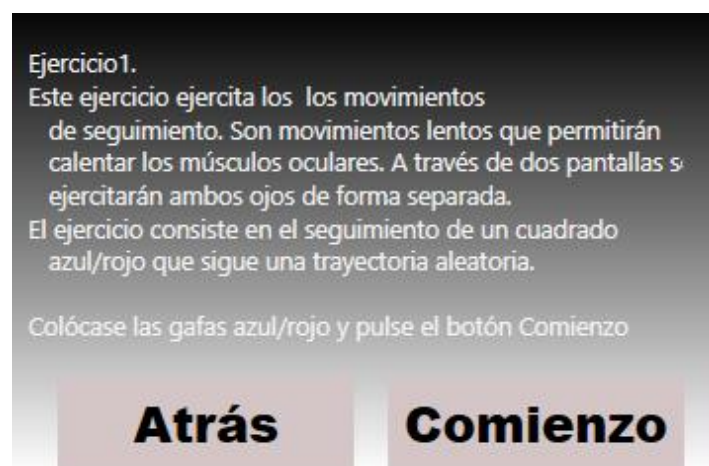 Ejercicio1.
Este ejercicio ejercita los los movimientos
de seguimiento. Son movimientos lentos que permitirán
calentar los músculos oculares. A través de dos pantallas s
ejercitarán ambos ojos de forma separada.
El ejercicio consiste en el seguimiento de un cuadrado
azul/rojo que sigue una trayectoria aleatoria.
Colócase las gafas azul/rojo y pulse el botón Comienzo
Atrás Comienzo